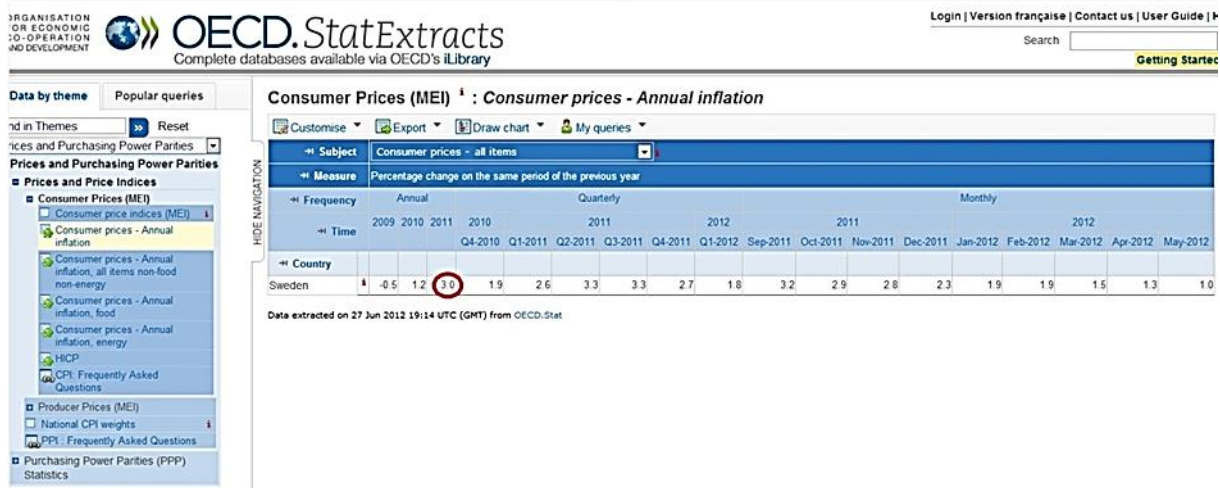 ORGANISATION
FOR ECONOMIC
CO-OPERATION
AND DEVELOPMENT
OECD.StatExtracts
Complete databases available via OECD's iLibrary
Login | Version française | Contact us | User Guide | H
Search
Getting Started
Data by theme Popular queries
nd in Themes » Reset
rices and Purchasing Power Parities
Prices and Purchasing Power Parities
Prices and Price Indices
Consumer Prices (MEI)
Consumer price indices (MEI) i
Consumer prices - Annual
inflation
Consumer prices - Annual
inflation, all items non-food
non-energy
Consumer prices - Annual
inflation, food
Consumer prices - Annual
inflation, energy
HICP
CPI: Frequently Asked
Questions
Producer Prices (MEI)
National CPI weights i
PPI : Frequently Asked Questions
Purchasing Power Parities (PPP)
Statistics
HIDE NAVIGATION
Consumer Prices (MEI) i : Consumer prices - Annual inflation
Customise Export Draw chart My queries
Subject Consumer prices - all items i
Measure Percentage change on the same period of the previous year
Frequency Annual Quarterly Monthly
Time 2009 2010 2011 2010 2011 2012 2011 2012
Q4-2010 Q1-2011 Q2-2011 Q3-2011 Q4-2011 Q1-2012 Sep-2011 Oct-2011 Nov-2011 Dec-2011 Jan-2012 Feb-2012 Mar-2012 Apr-2012 May-2012
Country
Sweden i -0.5 1.2 3.0 1.9 2.6 3.3 3.3 2.7 1.8 3.2 2.9 2.8 2.3 1.9 1.9 1.5 1.3 1.0
Data extracted on 27 Jun 2012 19:14 UTC (GMT) from OECD.Stat